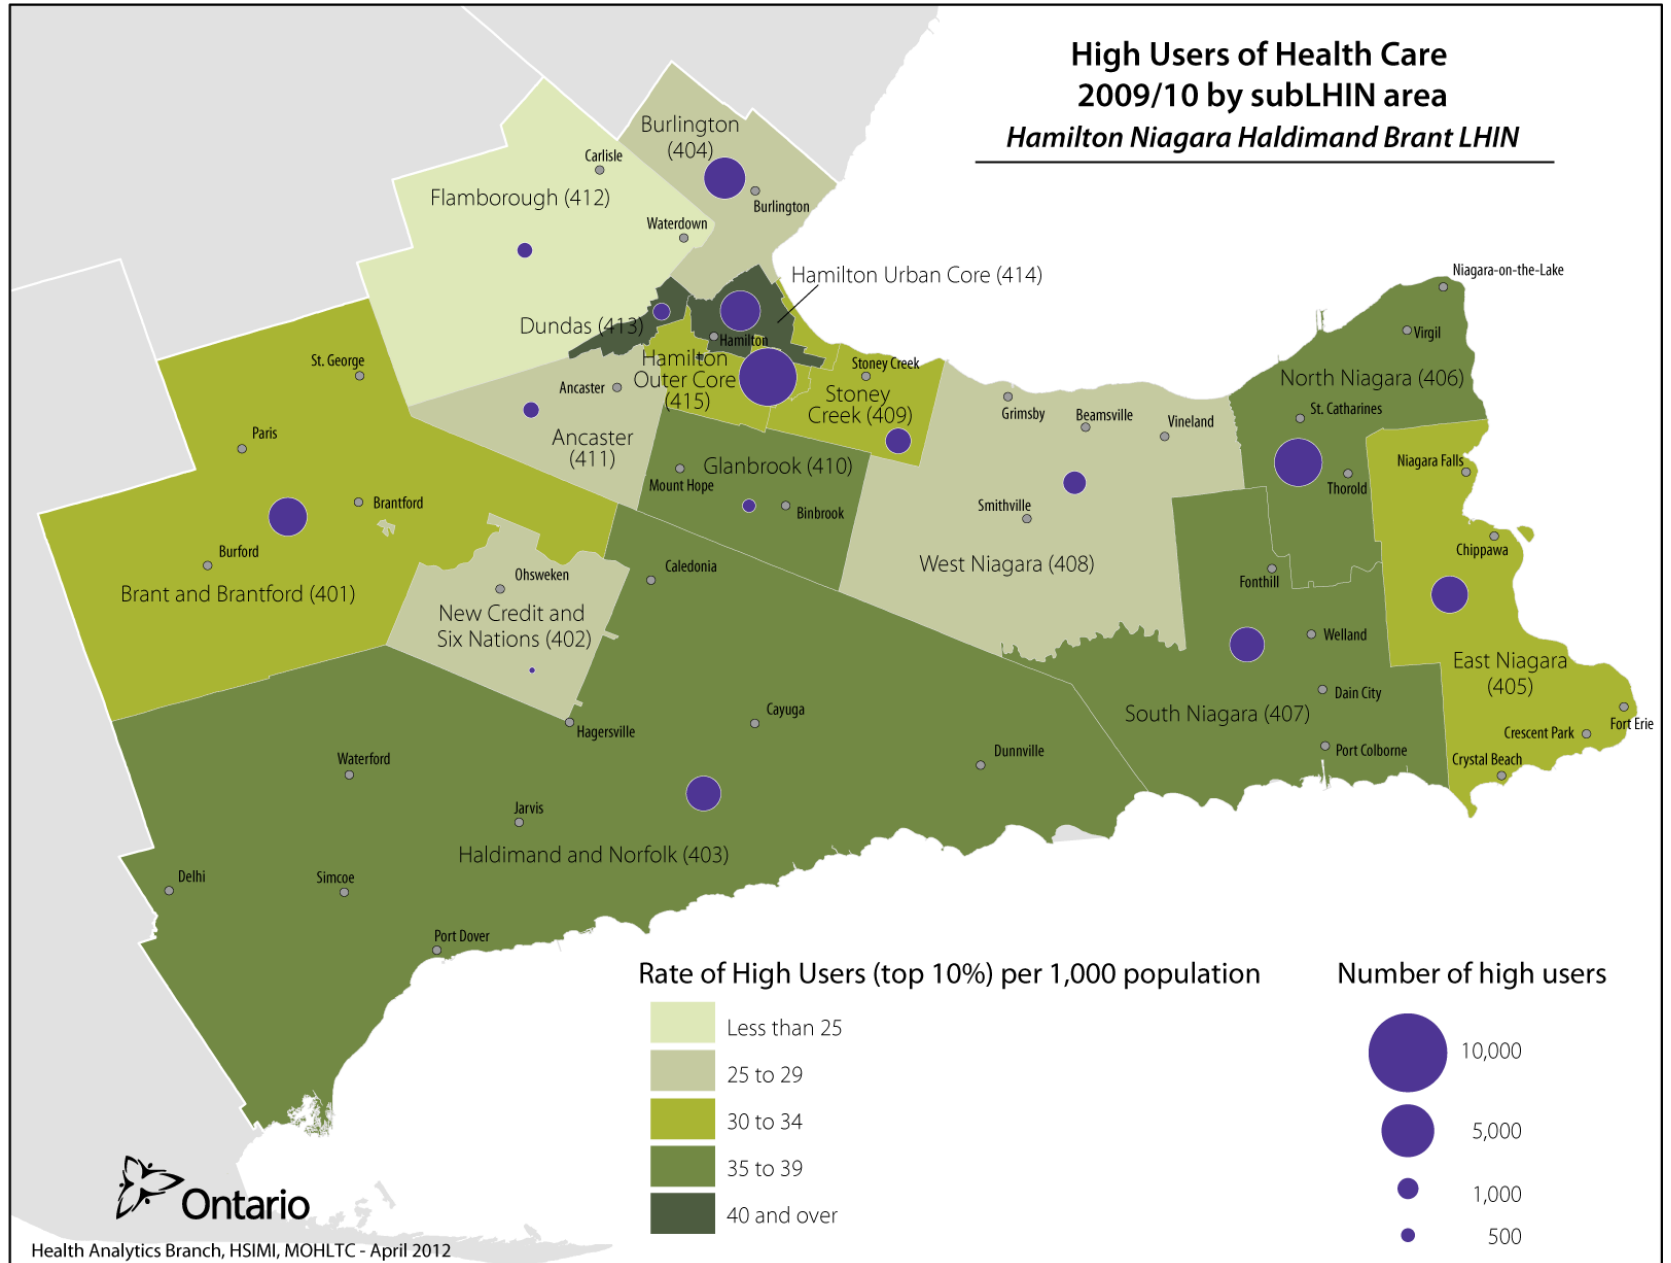 High Users of Health Care
2009/10 by subLHIN area
Hamilton Niagara Haldimand Brant LHIN
Burlington
(404)
Burlington
Carlisle
Flamborough (412)
Waterdown
Hamilton Urban Core (414)
Niagara-on-the-Lake
Dundas (413)
Hamilton
Virgil
Hamilton
Outer Core
(415)
St. George
Stoney Creek
North Niagara (406)
Ancaster
Stoney
Creek (409)
Grimsby
Beamsville
Vineland
St. Catharines
Paris
Ancaster
(411)
Glanbrook (410)
Niagara Falls
Mount Hope
Thorold
Brantford
Binbrook
Smithville
Chippawa
Burford
West Niagara (408)
Ohsweken
Caledonia
Fonthill
Brant and Brantford (401)
New Credit and
Six Nations (402)
Welland
East Niagara
(405)
Dain City
Cayuga
South Niagara (407)
Hagersville
Fort Erie
Crescent Park
Waterford
Dunnville
Port Colborne
Crystal Beach
Jarvis
Haldimand and Norfolk (403)
Delhi
Simcoe
Port Dover
Rate of High Users (top 10%) per 1,000 population
Less than 25
25 to 29
30 to 34
35 to 39
40 and over
Number of high users
10,000
5,000
1,000
500
Ontario
Health Analytics Branch, HSIMI, MOHLTC - April 2012